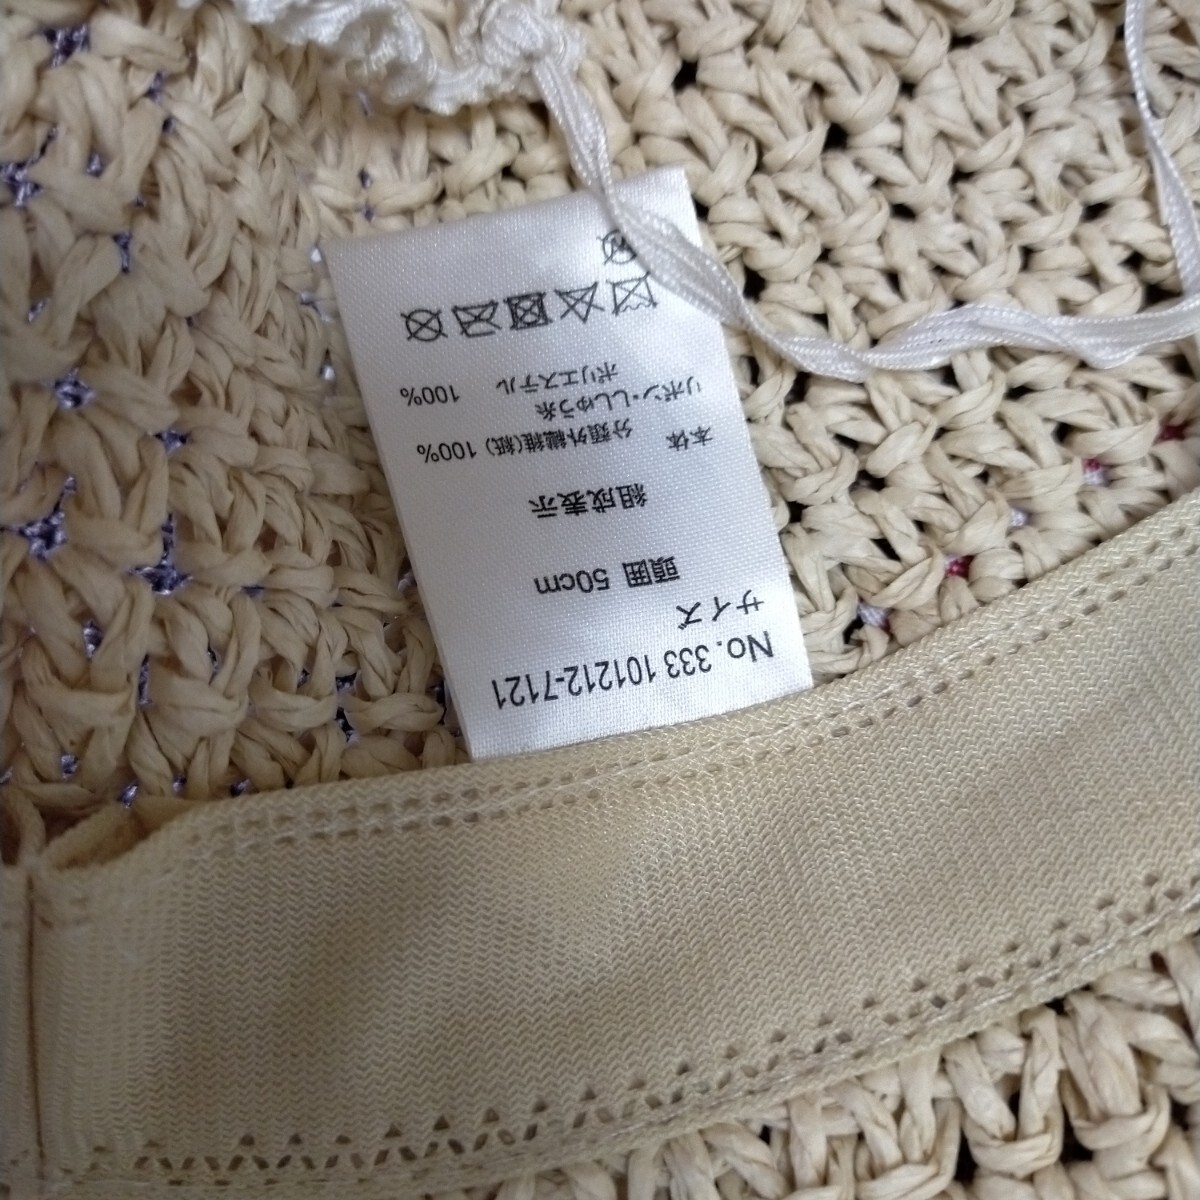 No. 333 101212-7121
サイズ
頭囲 50cm
組成表示
本体 分類外繊維(紙) 100%
リボン・ししゅう糸
ポリエステル 100%